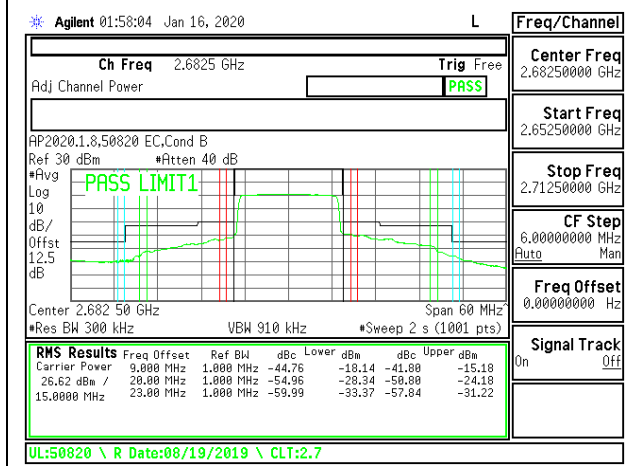 Agilent 01:58:04 Jan 16, 2020 L
Freq/Channel
Ch Freq 2.6825 GHz Trig Free
Adj Channel Power PASS
AP2020.1.8,50820 EC,Cond B
Ref 30 dBm #Atten 40 dB
#Avg
Log
10
dB/
Offst
12.5
dB
PASS LIMIT1
Center 2.682 50 GHz Span 60 MHz^
#Res BW 300 kHz VBW 910 kHz #Sweep 2 s (1001 pts)
RMS Results Freq Offset Ref BW dBc Lower dBm dBc Upper dBm
Carrier Power 9.000 MHz 1.000 MHz -44.76 -18.14 -41.80 -15.18
26.62 dBm / 20.00 MHz 1.000 MHz -54.96 -28.34 -50.80 -24.18
15.0000 MHz 23.00 MHz 1.000 MHz -59.99 -33.37 -57.84 -31.22
UL:50820 \ R Date:08/19/2019 \ CLT:2.7
Center Freq
2.68250000 GHz
Start Freq
2.65250000 GHz
Stop Freq
2.71250000 GHz
CF Step
6.00000000 MHz
Auto Man
Freq Offset
0.00000000 Hz
Signal Track
On Off